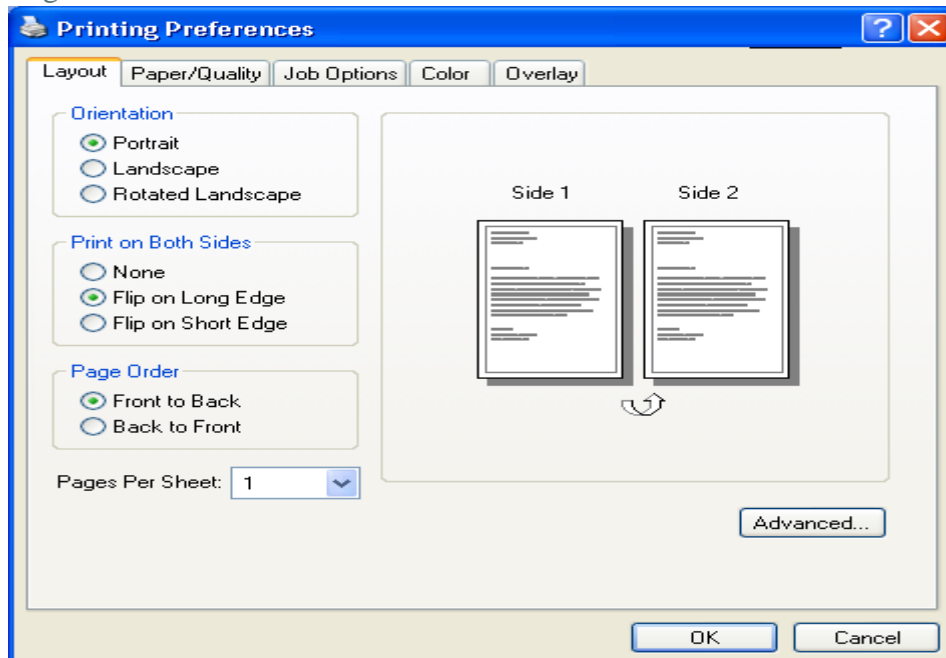 Printing Preferences
Layout Paper/Quality Job Options Color Overlay
Orientation
Portrait
Landscape
Rotated Landscape
Print on Both Sides
None
Flip on Long Edge
Flip on Short Edge
Page Order
Front to Back
Back to Front
Pages Per Sheet: 1
Side 1 Side 2
Advanced...
OK Cancel